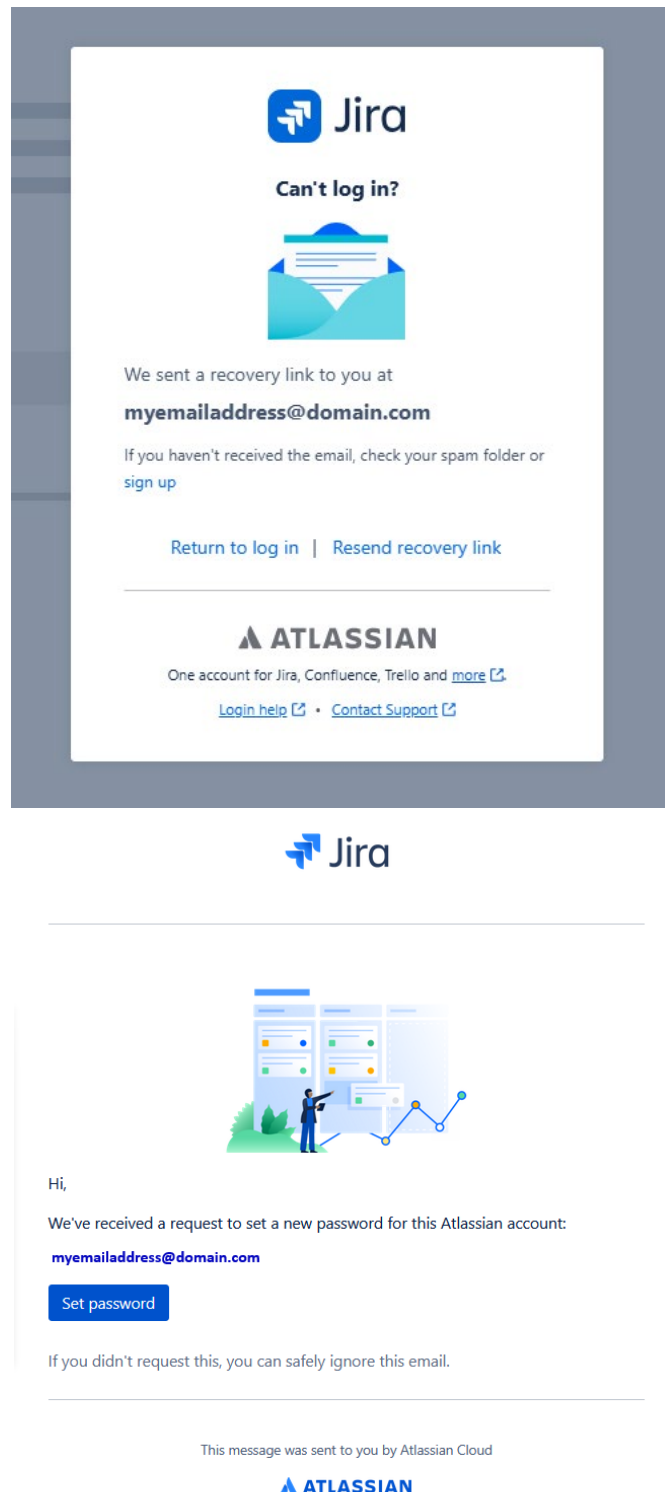 Jira
Can't log in?
We sent a recovery link to you at
myemailaddress@domain.com
If you haven't received the email, check your spam folder or
sign up
Return to log in | Resend recovery link
ATLASSIAN
One account for Jira, Confluence, Trello and more.
Login help • Contact Support
Jira
Hi,
We've received a request to set a new password for this Atlassian account:
myemailaddress@domain.com
Set password
If you didn't request this, you can safely ignore this email.
This message was sent to you by Atlassian Cloud
ATLASSIAN